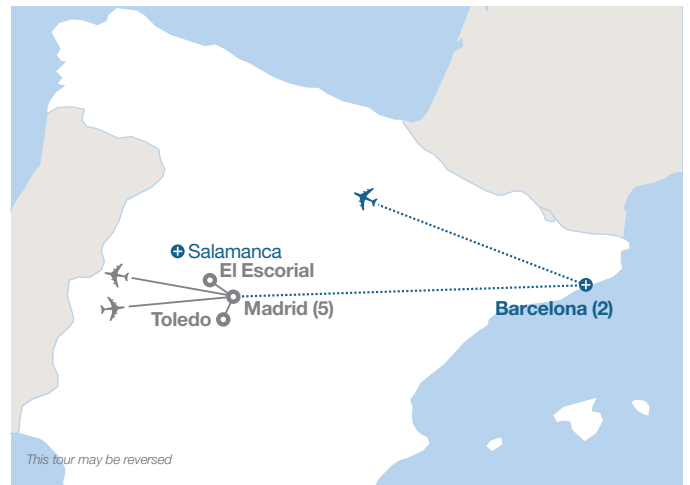 Salamanca
El Escorial
Madrid (5)
Toledo
Barcelona (2)
This tour may be reversed